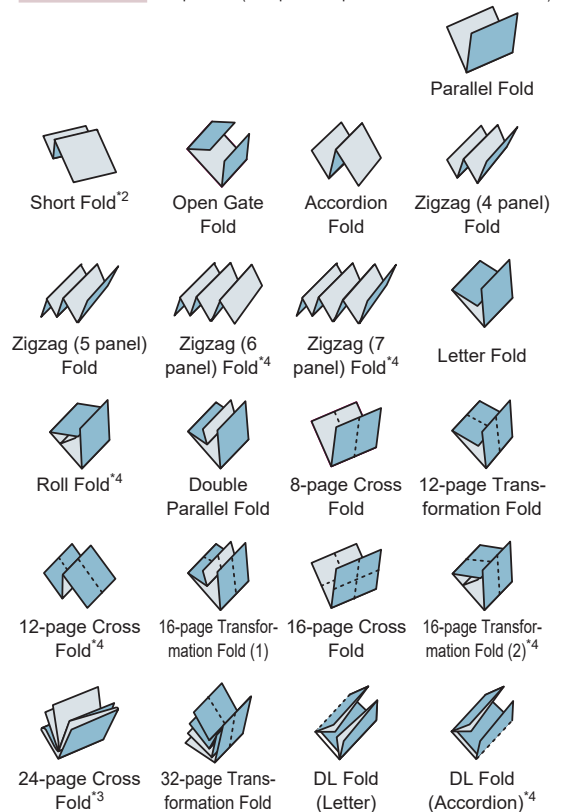 Parallel Fold
Short Fold*2
Open Gate
Fold
Accordion
Fold
Zigzag (4 panel)
Fold
Zigzag (5 panel)
Fold
Zigzag (6
panel) Fold*4
Zigzag (7
panel) Fold*4
Letter Fold
Roll Fold*4
Double
Parallel Fold
8-page Cross
Fold
12-page Trans-
formation Fold
12-page Cross
Fold*4
16-page Transfor-
mation Fold (1)
16-page Cross
Fold
16-page Transfor-
mation Fold (2)*4
24-page Cross
Fold*3
32-page Trans-
formation Fold
DL Fold
(Letter)
DL Fold
(Accordion)*4